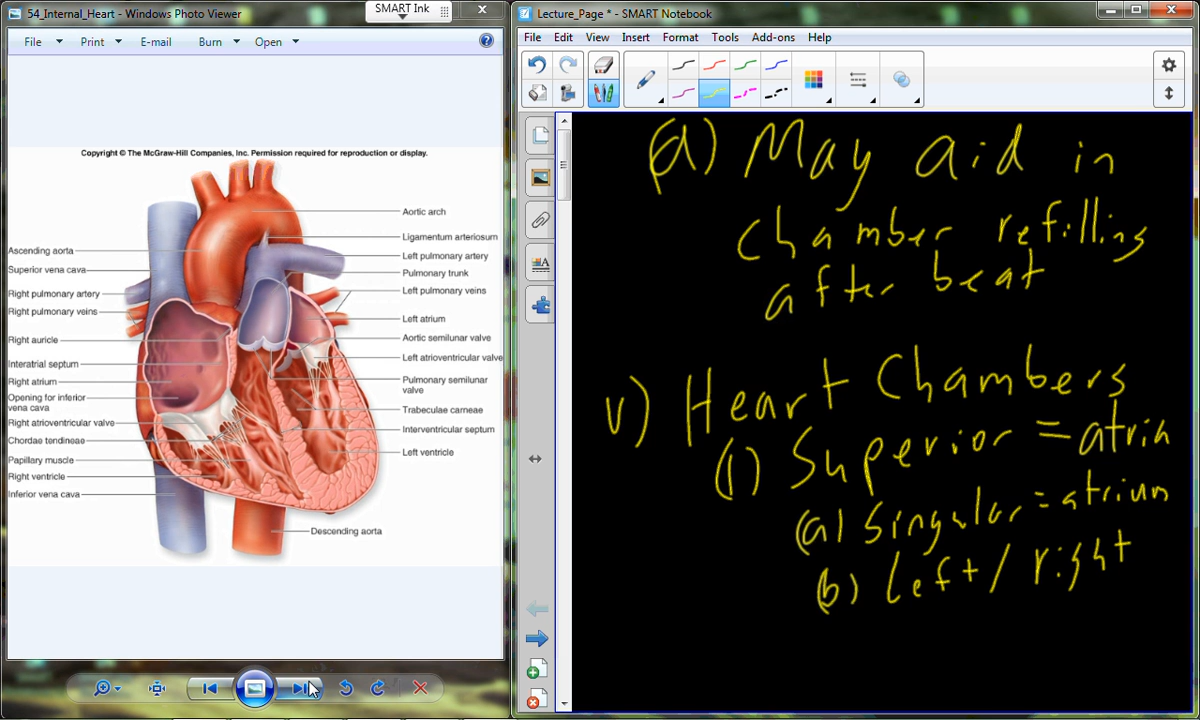 54_Internal_Heart - Windows Photo Viewer
SMART Ink
File Print E-mail Burn Open
Copyright © The McGraw-Hill Companies, Inc. Permission required for reproduction or display.
Ascending aorta
Superior vena cava
Right pulmonary artery
Right pulmonary veins
Right auricle
Interatrial septum
Right atrium
Opening for inferior
vena cava
Right atrioventricular valve
Chordae tendineae
Papillary muscle
Right ventricle
Inferior vena cava
Aortic arch
Ligamentum arteriosum
Left pulmonary artery
Pulmonary trunk
Left pulmonary veins
Left atrium
Aortic semilunar valve
Left atrioventricular valve
Pulmonary semilunar
valve
Trabeculae carneae
Interventricular septum
Left ventricle
Descending aorta
Lecture_Page * - SMART Notebook
File Edit View Insert Format Tools Add-ons Help
(a) May aid in
chamber refilling
after beat
v) Heart Chambers
(1) Superior = atria
(a) Singular = atrium
(b) Left / right